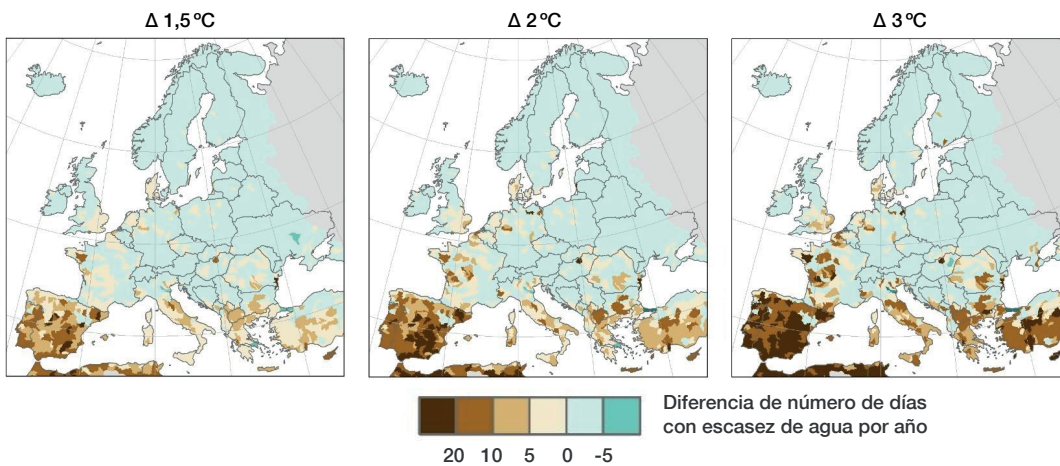 Δ 1,5 ºC
Δ 2 ºC
Δ 3 ºC
Diferencia de número de días
con escasez de agua por año
20 10 5 0 -5